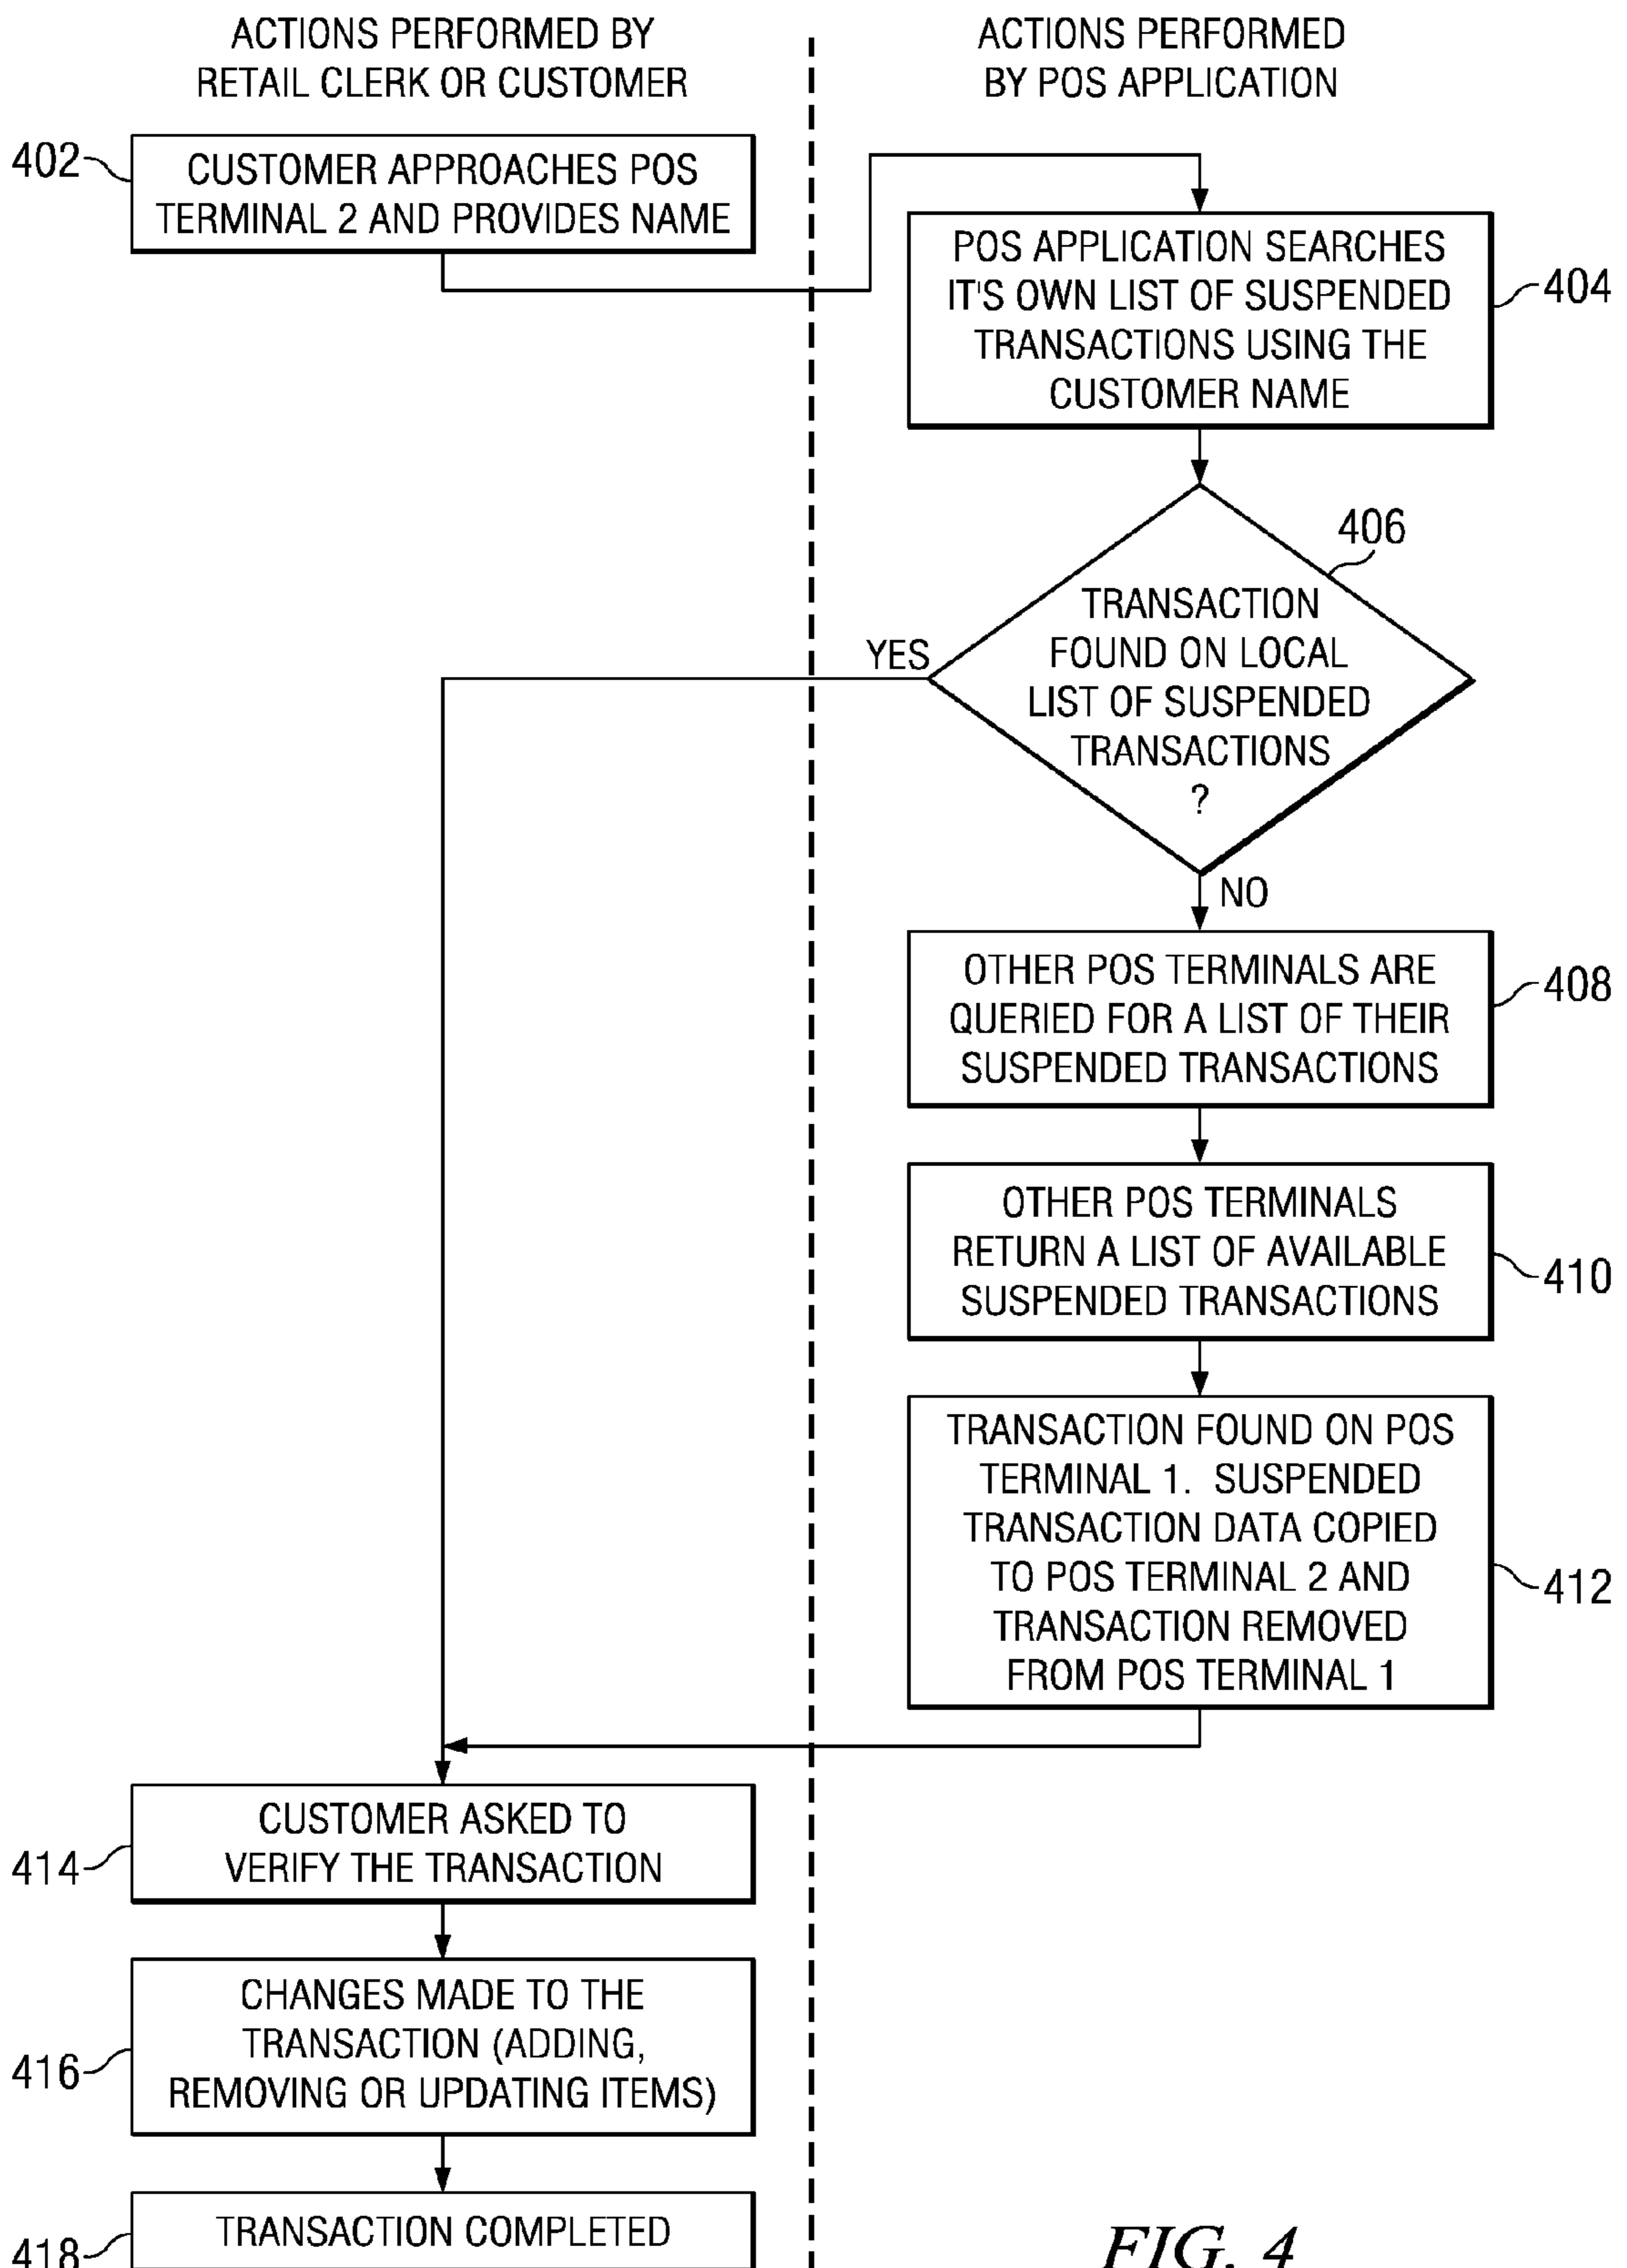 ACTIONS PERFORMED BY
RETAIL CLERK OR CUSTOMER
ACTIONS PERFORMED
BY POS APPLICATION
402
CUSTOMER APPROACHES POS
TERMINAL 2 AND PROVIDES NAME
POS APPLICATION SEARCHES
IT'S OWN LIST OF SUSPENDED
TRANSACTIONS USING THE
CUSTOMER NAME
404
406
TRANSACTION
FOUND ON LOCAL
LIST OF SUSPENDED
TRANSACTIONS
?
YES
NO
OTHER POS TERMINALS ARE
QUERIED FOR A LIST OF THEIR
SUSPENDED TRANSACTIONS
408
OTHER POS TERMINALS
RETURN A LIST OF AVAILABLE
SUSPENDED TRANSACTIONS
410
TRANSACTION FOUND ON POS
TERMINAL 1. SUSPENDED
TRANSACTION DATA COPIED
TO POS TERMINAL 2 AND
TRANSACTION REMOVED
FROM POS TERMINAL 1
412
CUSTOMER ASKED TO
VERIFY THE TRANSACTION
414
CHANGES MADE TO THE
TRANSACTION (ADDING,
REMOVING OR UPDATING ITEMS)
416
TRANSACTION COMPLETED
418
FIG. 4